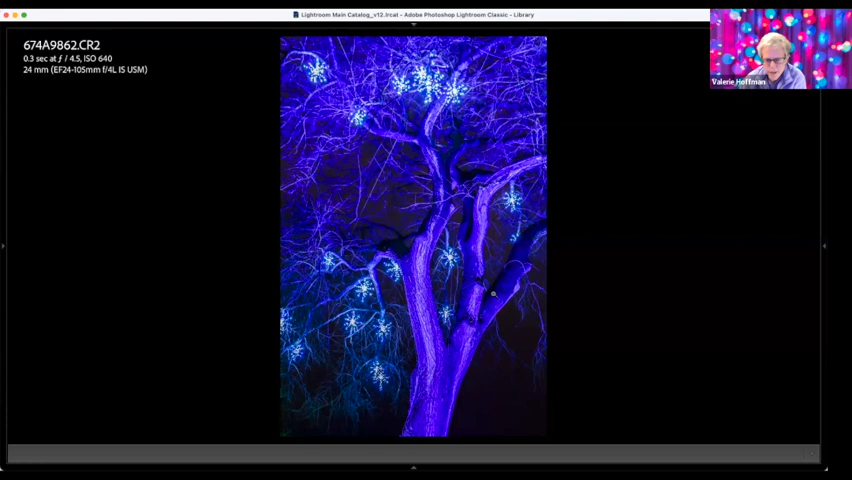 Lightroom Main Catalog_v12.lrcat - Adobe Photoshop Lightroom Classic - Library
674A9862.CR2
0.3 sec at ƒ / 4.5, ISO 640
24 mm (EF24-105mm f/4L IS USM)
Valerie Hoffman